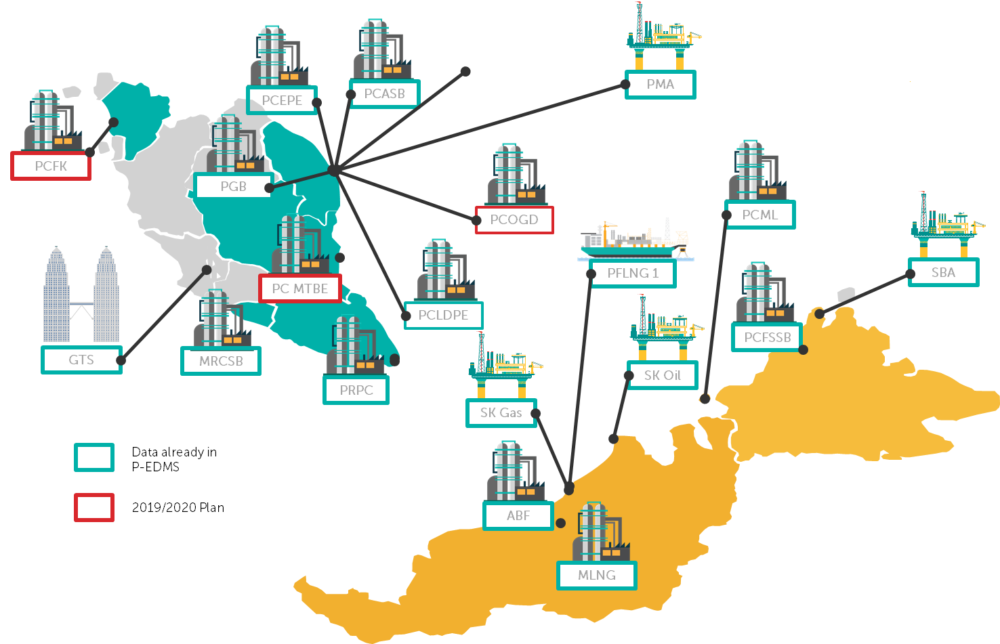 PMA
PCASB
PCEPE
PCFK
PGB
PCOGD
PCML
SBA
PFLNG 1
PC MTBE
PCLDPE
PCFSSB
GTS
MRCSB
SK Oil
PRPC
SK Gas
Data already in
P-EDMS
2019/2020 Plan
ABF
MLNG